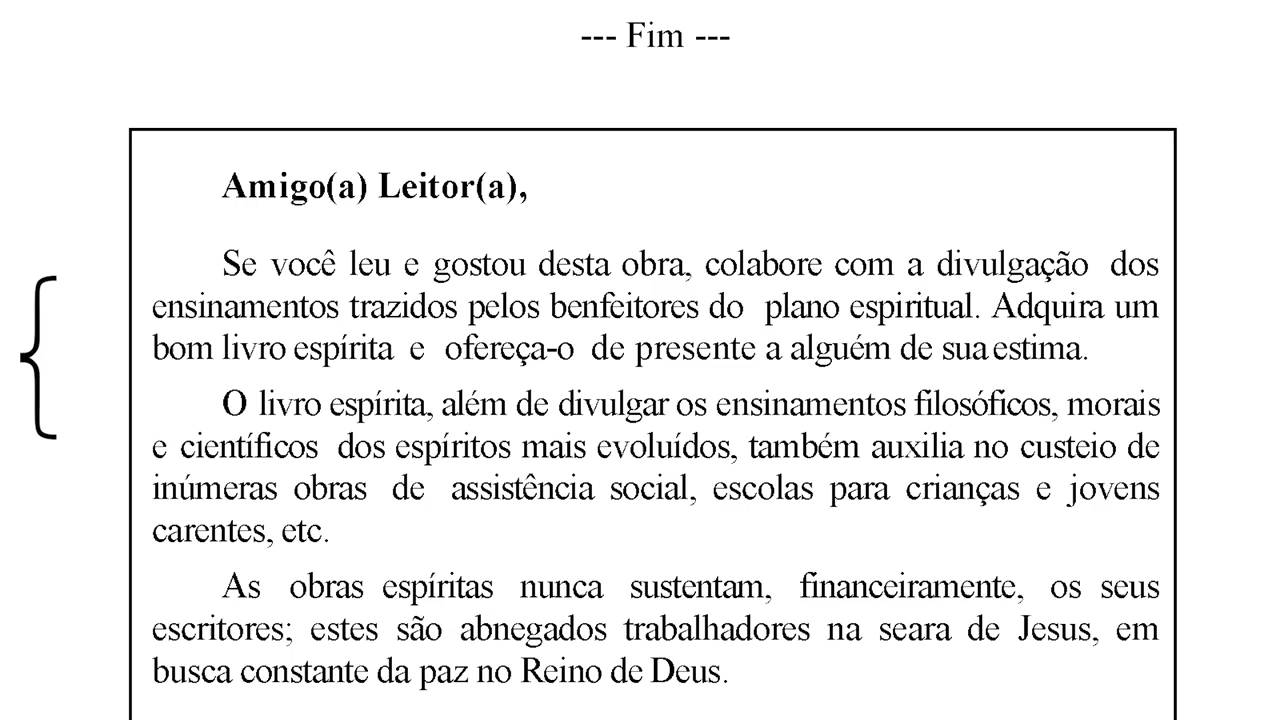 --- Fim ---
Amigo(a) Leitor(a),
Se você leu e gostou desta obra, colabore com a divulgação dos
ensinamentos trazidos pelos benfeitores do plano espiritual. Adquira um
bom livro espírita e ofereça-o de presente a alguém de sua estima.
O livro espírita, além de divulgar os ensinamentos filosóficos, morais
e científicos dos espíritos mais evoluídos, também auxilia no custeio de
inúmeras obras de assistência social, escolas para crianças e jovens
carentes, etc.
As obras espíritas nunca sustentam, financeiramente, os seus
escritores; estes são abnegados trabalhadores na seara de Jesus, em
busca constante da paz no Reino de Deus.